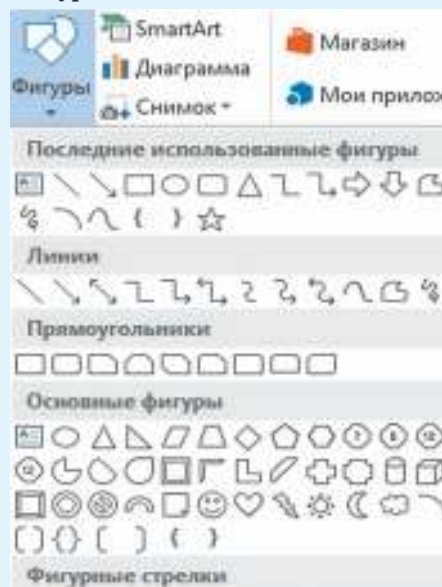 SmartArt
Магазин
Фигуры
Диаграмма
Мои прилож
Снимок
Последние использованные фигуры
Линии
Прямоугольники
Основные фигуры
Фигурные стрелки